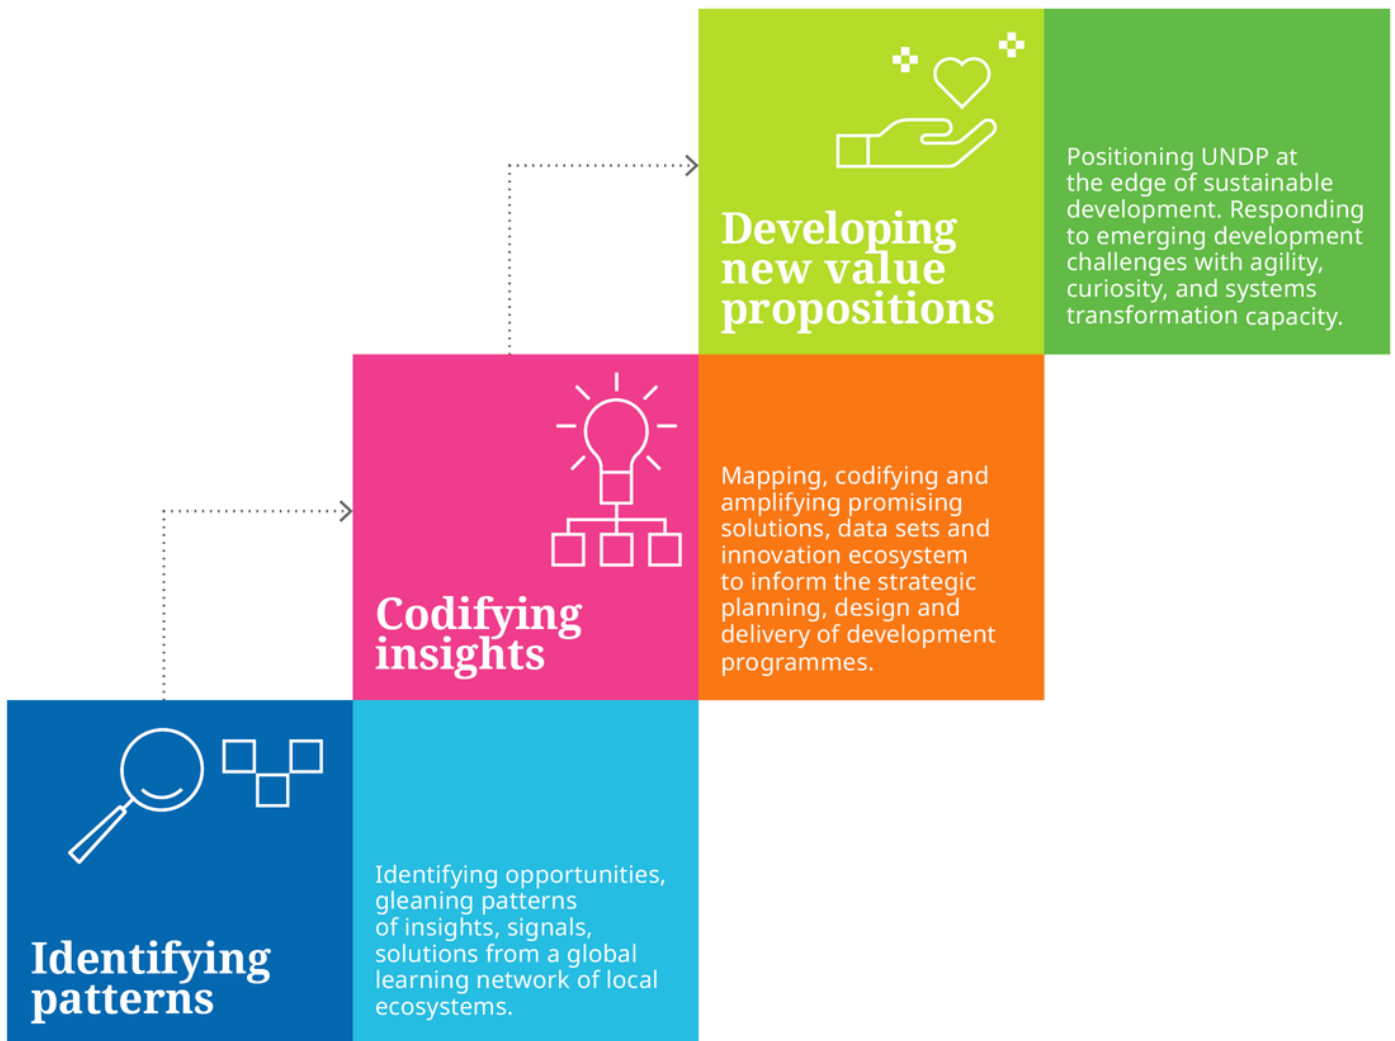 Developing
new value
propositions
Positioning UNDP at
the edge of sustainable
development. Responding
to emerging development
challenges with agility,
curiosity, and systems
transformation capacity.
Codifying
insights
Mapping, codifying and
amplifying promising
solutions, data sets and
innovation ecosystem
to inform the strategic
planning, design and
delivery of development
programmes.
Identifying
patterns
Identifying opportunities,
gleaning patterns
of insights, signals,
solutions from a global
learning network of local
ecosystems.